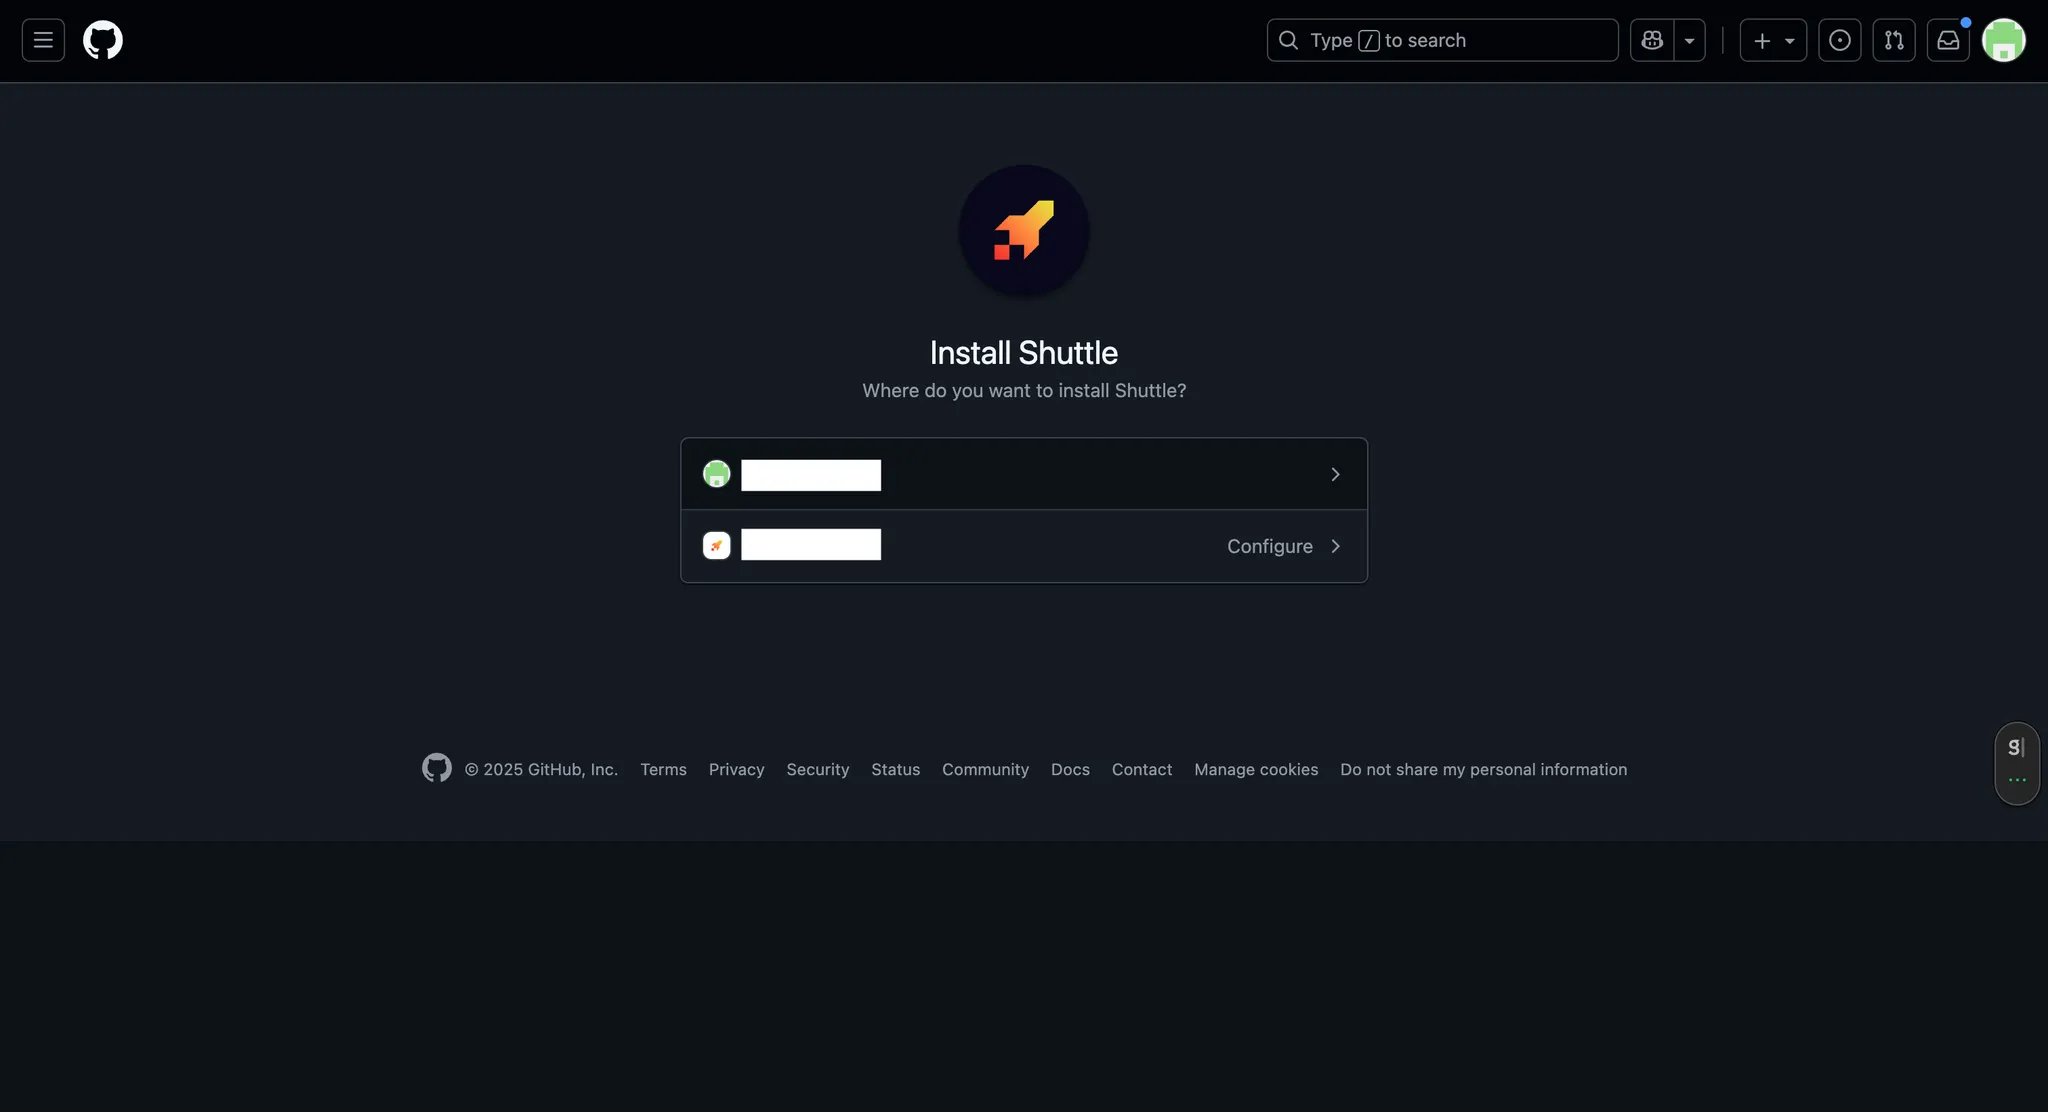 Type / to search
Install Shuttle
Where do you want to install Shuttle?
Configure
© 2025 GitHub, Inc. Terms Privacy Security Status Community Docs Contact Manage cookies Do not share my personal information
g